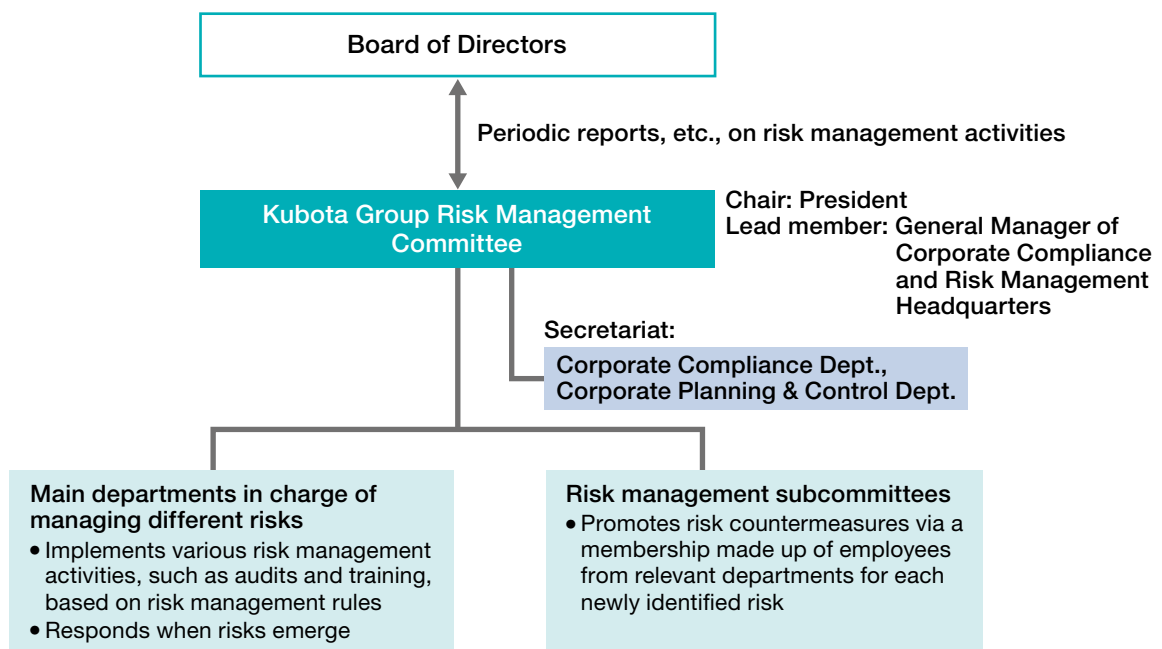 Board of Directors
Periodic reports, etc., on risk management activities
Kubota Group Risk Management
Committee
Chair: President
Lead member: General Manager of
Corporate Compliance
and Risk Management
Headquarters
Secretariat:
Corporate Compliance Dept.,
Corporate Planning & Control Dept.
Main departments in charge of
managing different risks
• Implements various risk management
activities, such as audits and training,
based on risk management rules
• Responds when risks emerge
Risk management subcommittees
• Promotes risk countermeasures via a
membership made up of employees
from relevant departments for each
newly identified risk